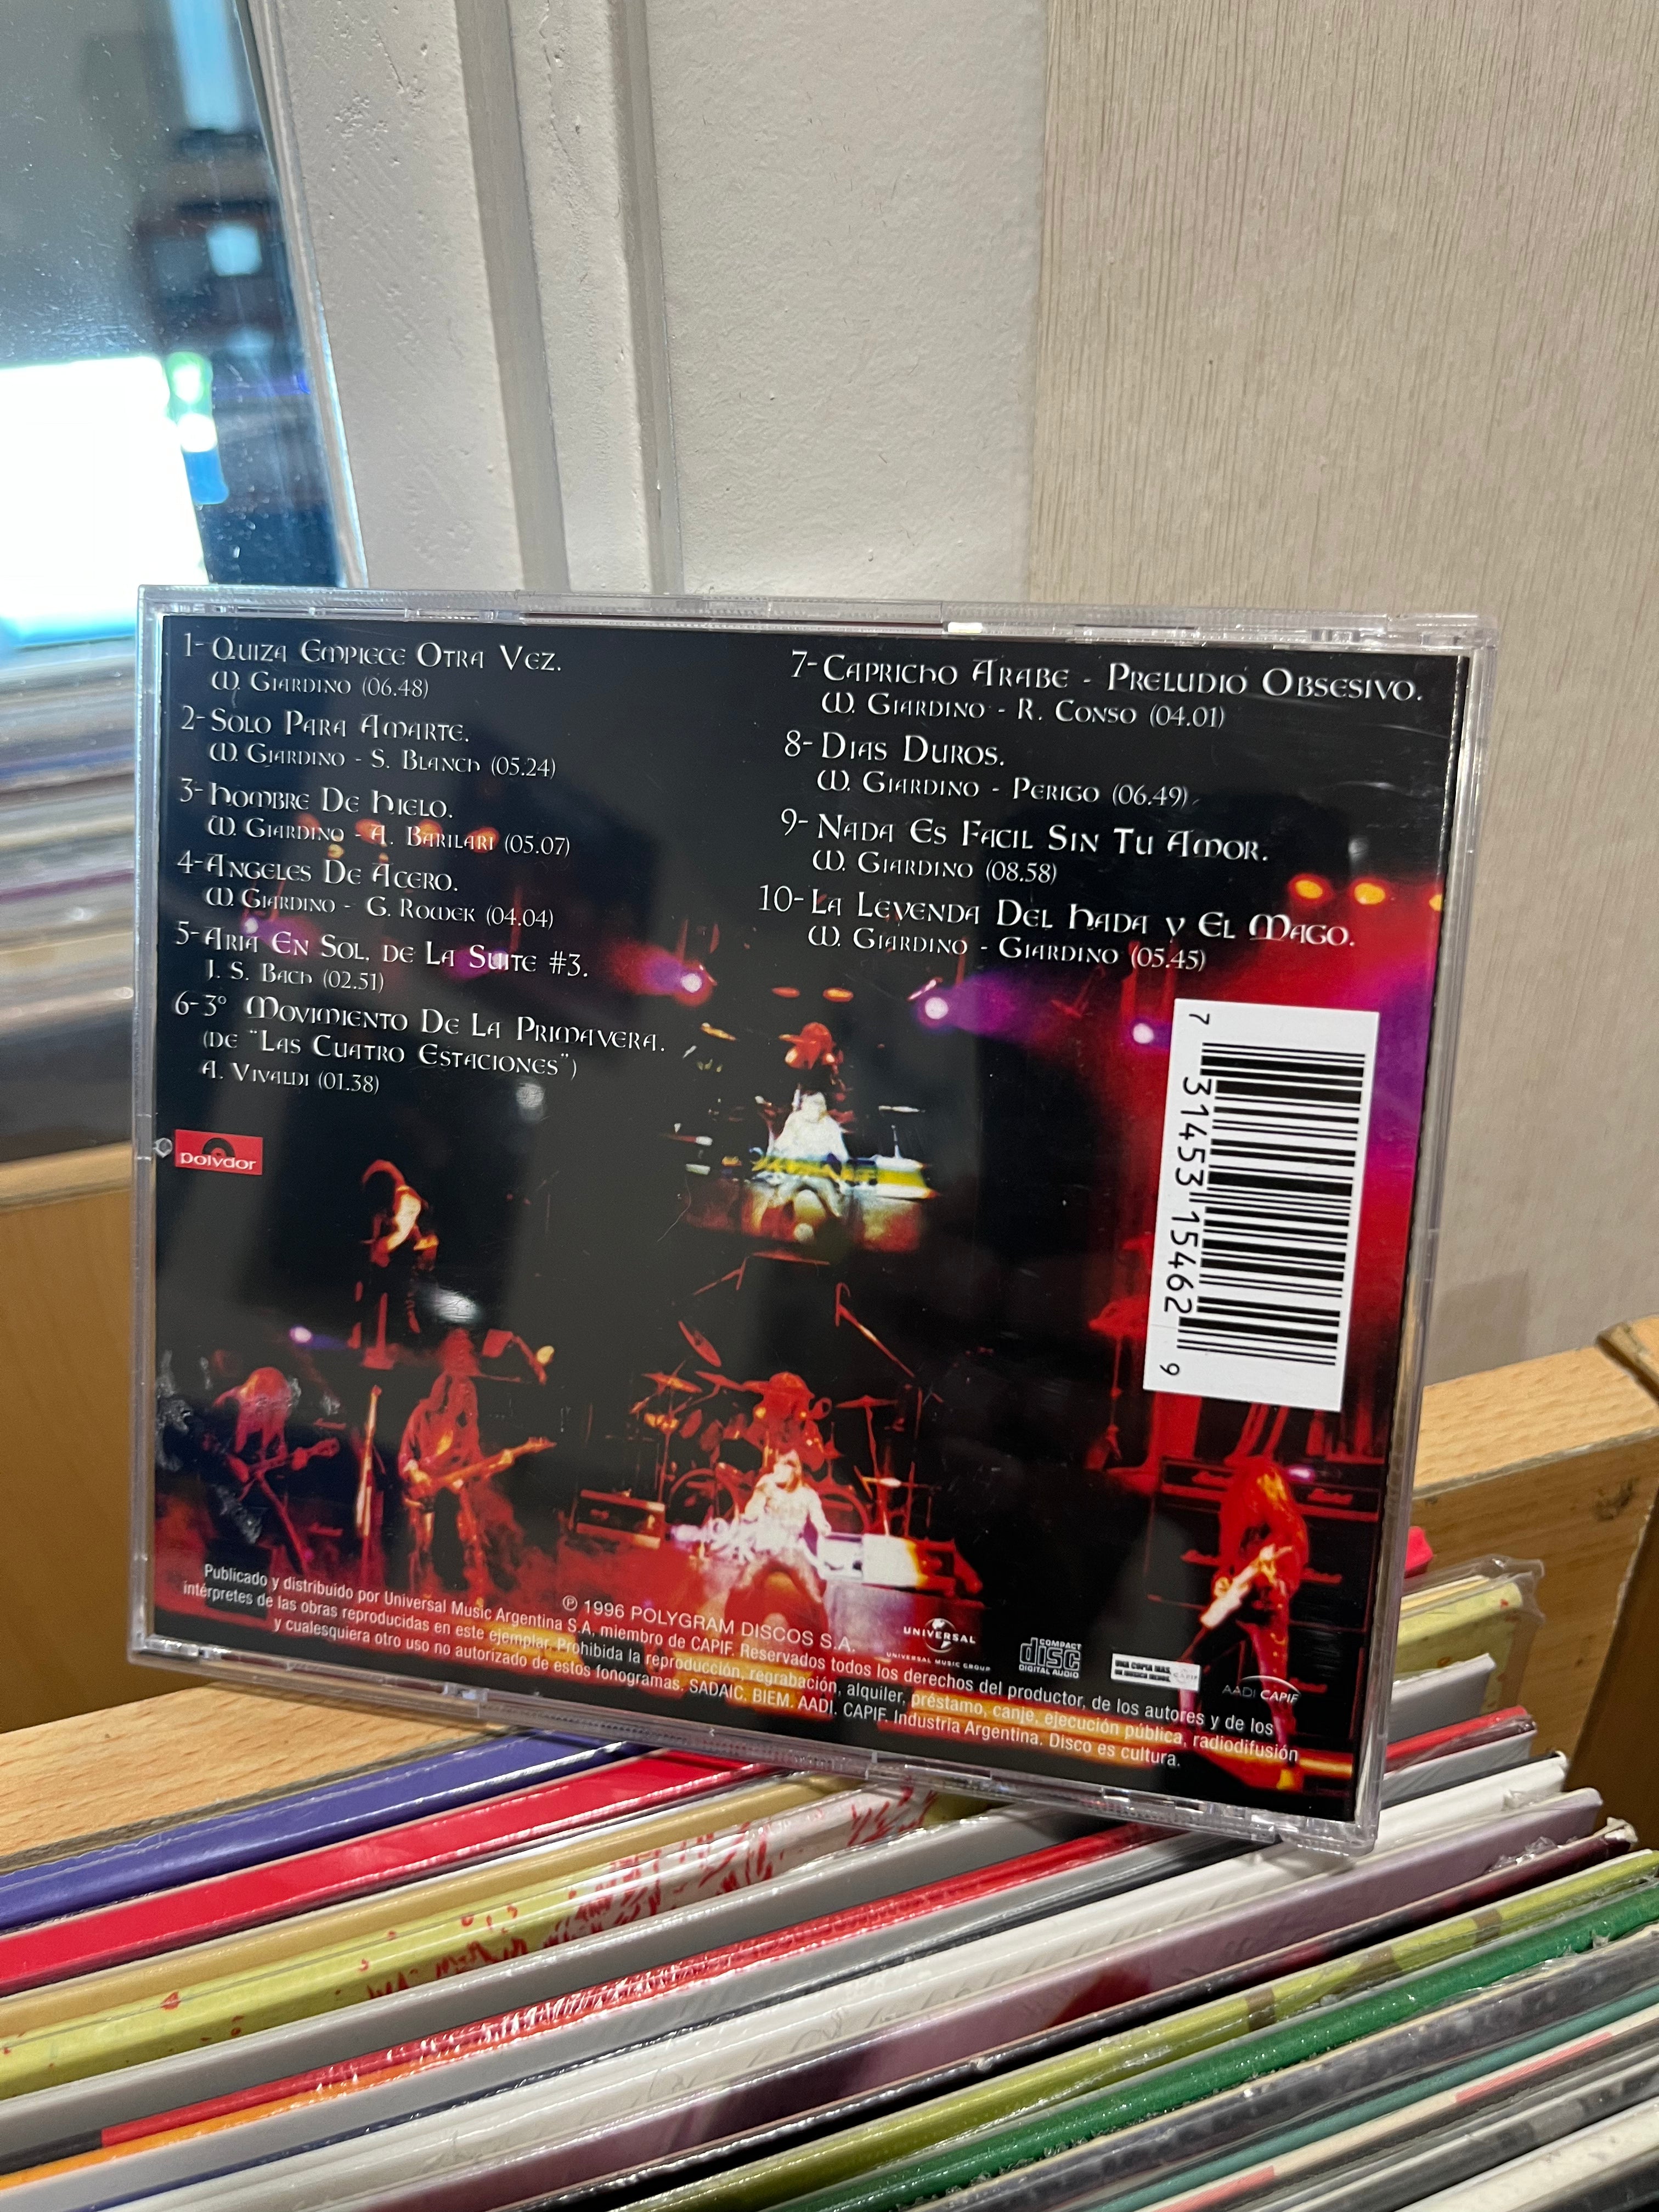 1- Quiza Empiece Otra Vez.
W. Giardino (06.48)
2- Solo Para Amarte.
W. Giardino - S. Blanch (05.24)
3- Hombre De Hielo.
W. Giardino - A. Barilari (05.07)
4- Angeles De Acero.
W. Giardino - G. Rowek (04.04)
5- Aria En Sol, de La Suite #3.
J. S. Bach (02.51)
6- 3° Movimiento De La Primavera.
(de "Las Cuatro Estaciones")
A. Vivaldi (01.38)
7- Capricho Arabe - Preludio Obsesivo.
W. Giardino - R. Conso (04.01)
8- Dias Duros.
W. Giardino - Perigo (06.49)
9- Nada Es Facil Sin Tu Amor.
W. Giardino (08.58)
10- La Leyenda Del Hada y El Mago.
W. Giardino - Giardino (05.45)
7 31453 15462 9
polydor
℗ 1996 POLYGRAM DISCOS S.A.
UNIVERSAL
UNIVERSAL MUSIC GROUP
COMPACT
disc
DIGITAL AUDIO
AADI CAPIF
Publicado y distribuido por Universal Music Argentina S.A. miembro de CAPIF. Reservados todos los derechos del productor, de los autores y de los
intérpretes de las obras reproducidas en este ejemplar. Prohibida la reproducción, regrabación, alquiler, préstamo, canje, ejecución pública, radiodifusión
y cualesquiera otro uso no autorizado de estos fonogramas. SADAIC. BIEM. AADI. CAPIF. Industria Argentina. Disco es cultura.